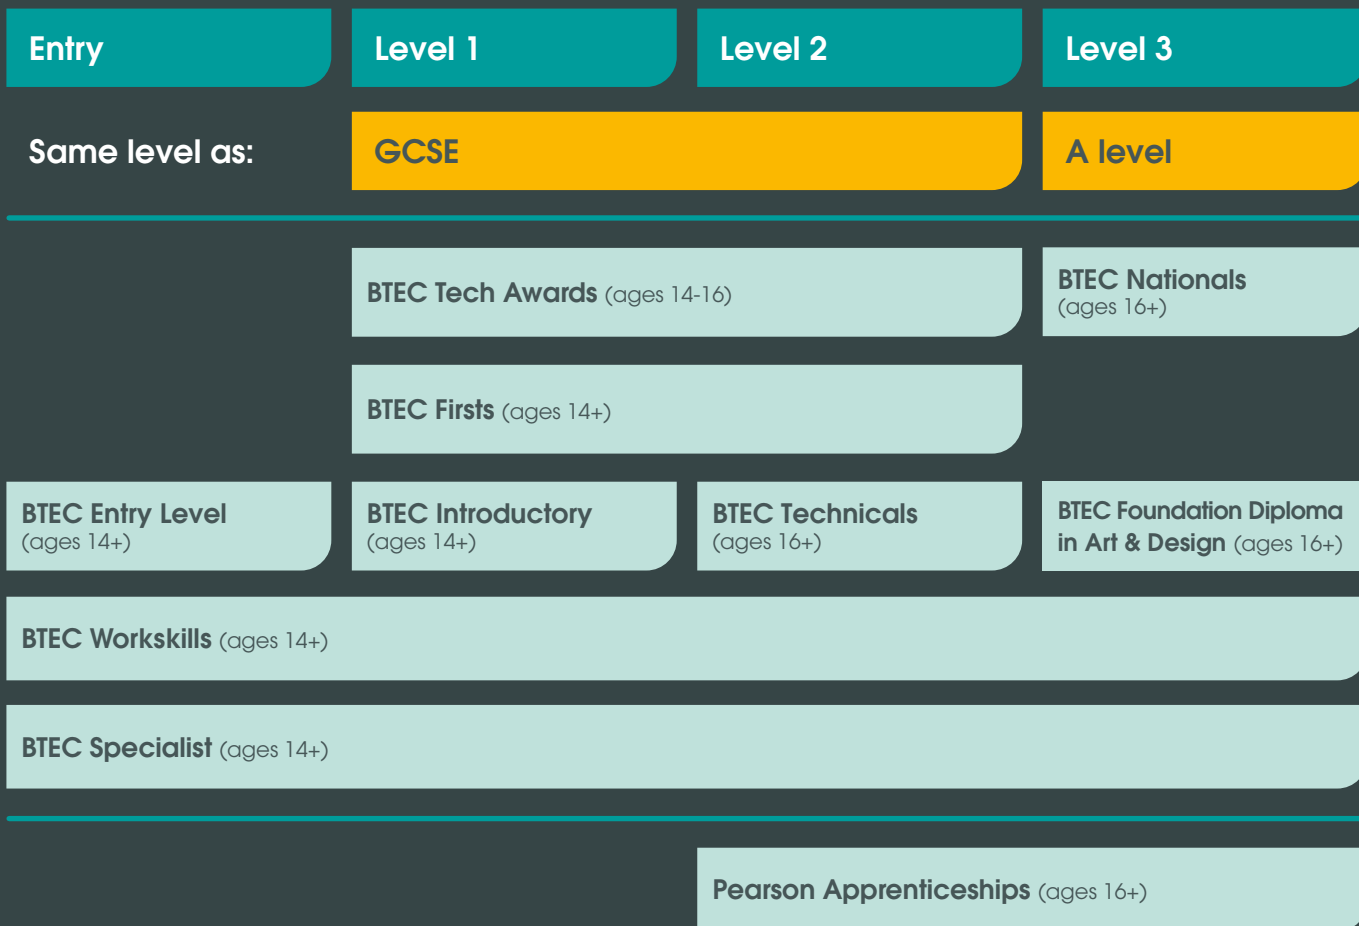 Entry
Level 1
Level 2
Level 3
Same level as:
GCSE
A level
BTEC Tech Awards (ages 14-16)
BTEC Nationals
(ages 16+)
BTEC Firsts (ages 14+)
BTEC Entry Level
(ages 14+)
BTEC Introductory
(ages 14+)
BTEC Technicals
(ages 16+)
BTEC Foundation Diploma
in Art & Design (ages 16+)
BTEC Workskills (ages 14+)
BTEC Specialist (ages 14+)
Pearson Apprenticeships (ages 16+)